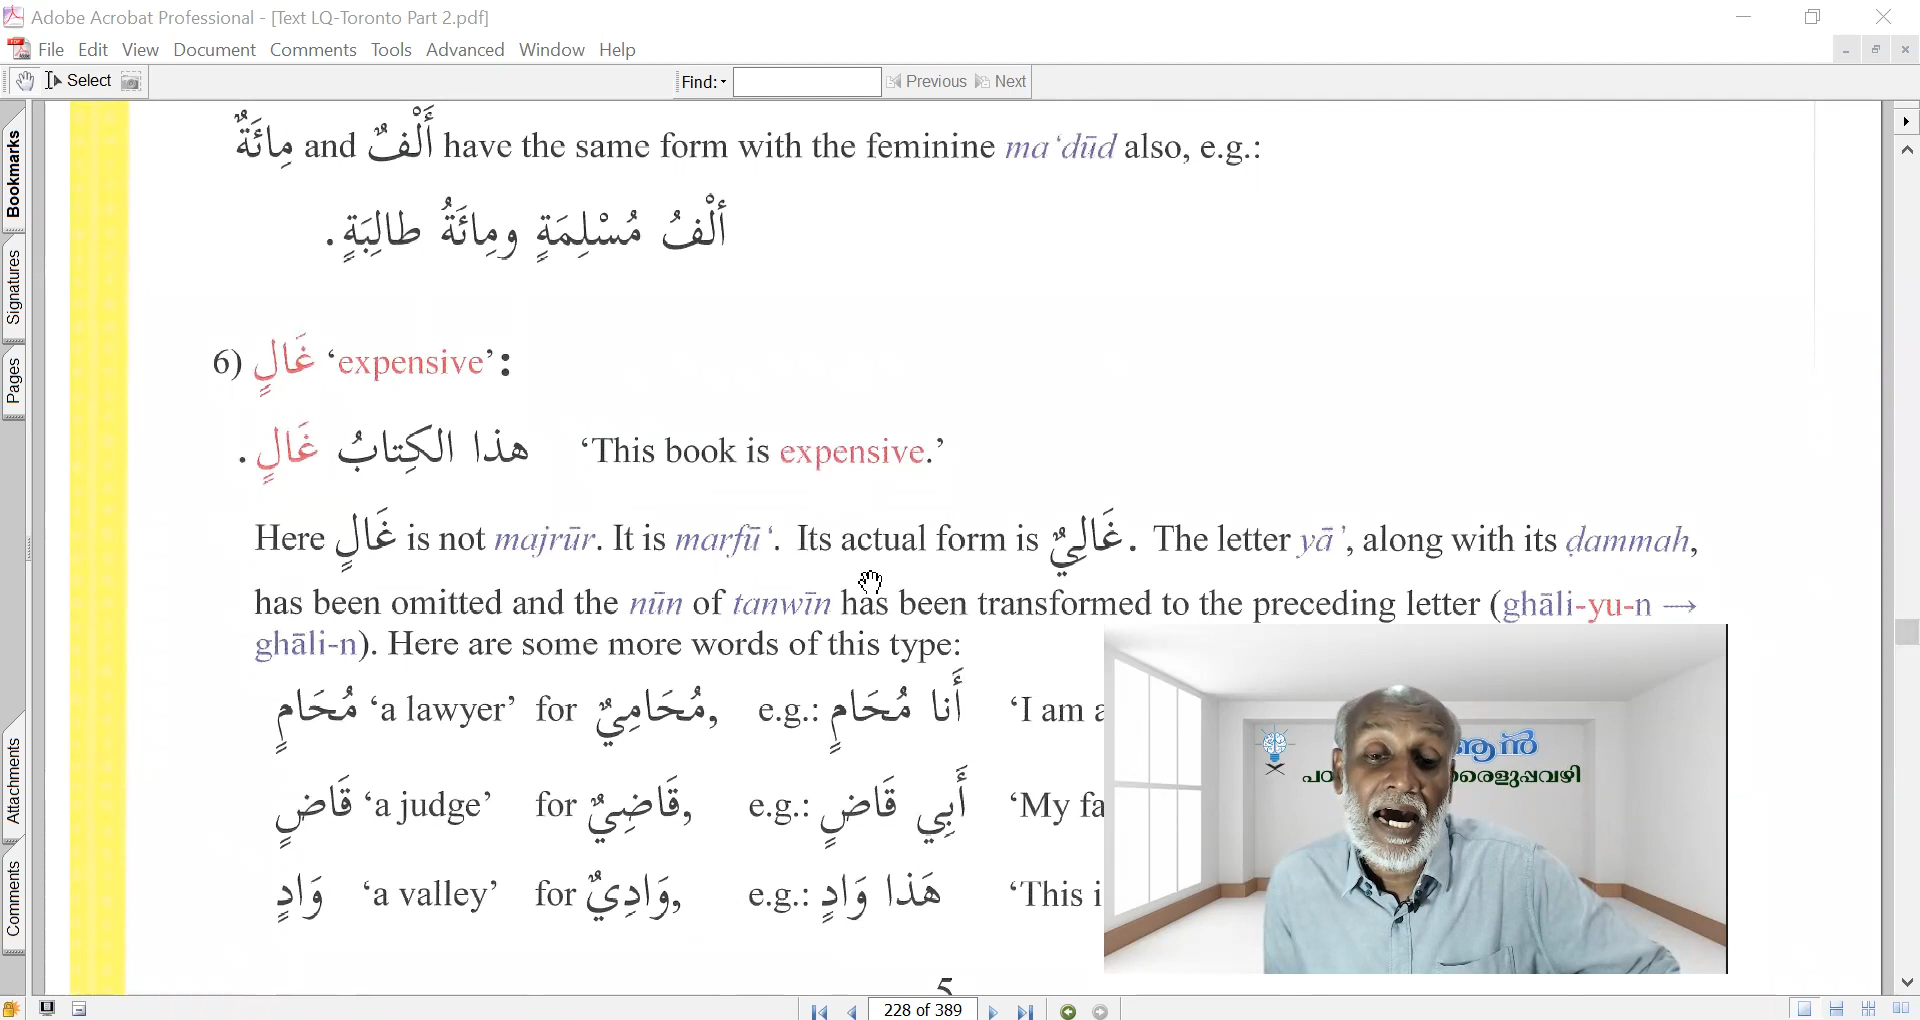 Adobe Acrobat Professional - [Text LQ-Toronto Part 2.pdf]
File Edit View Document Comments Tools Advanced Window Help
Select Find: Previous Next
Bookmarks
Signatures
Pages
Attachments
Comments
مِائَةٌ and أَلْفٌ have the same form with the feminine ma‘dūd also, e.g.:
ألْفُ مُسْلِمَةٍ ومِائَةُ طالِبَةٍ .
6) غَالٍ ‘expensive’:
هذا الكِتابُ غَالٍ . ‘This book is expensive.’
Here غَالٍ is not majrūr. It is marfū‘. Its actual form is غَالِيٌ. The letter yā’, along with its ḍammah,
has been omitted and the nūn of tanwīn has been transformed to the preceding letter (ghāli-yu-n →
ghāli-n). Here are some more words of this type:
مُحَامٍ ‘a lawyer’ for مُحَامِيٌ, e.g.: أَنا مُحَامٍ ‘I am
قَاضٍ ‘a judge’ for قَاضِيٌ, e.g.: أَبِي قَاضٍ ‘My fa
وَادٍ ‘a valley’ for وَادِيٌ, e.g.: هَذا وَادٍ ‘This i
228 of 389